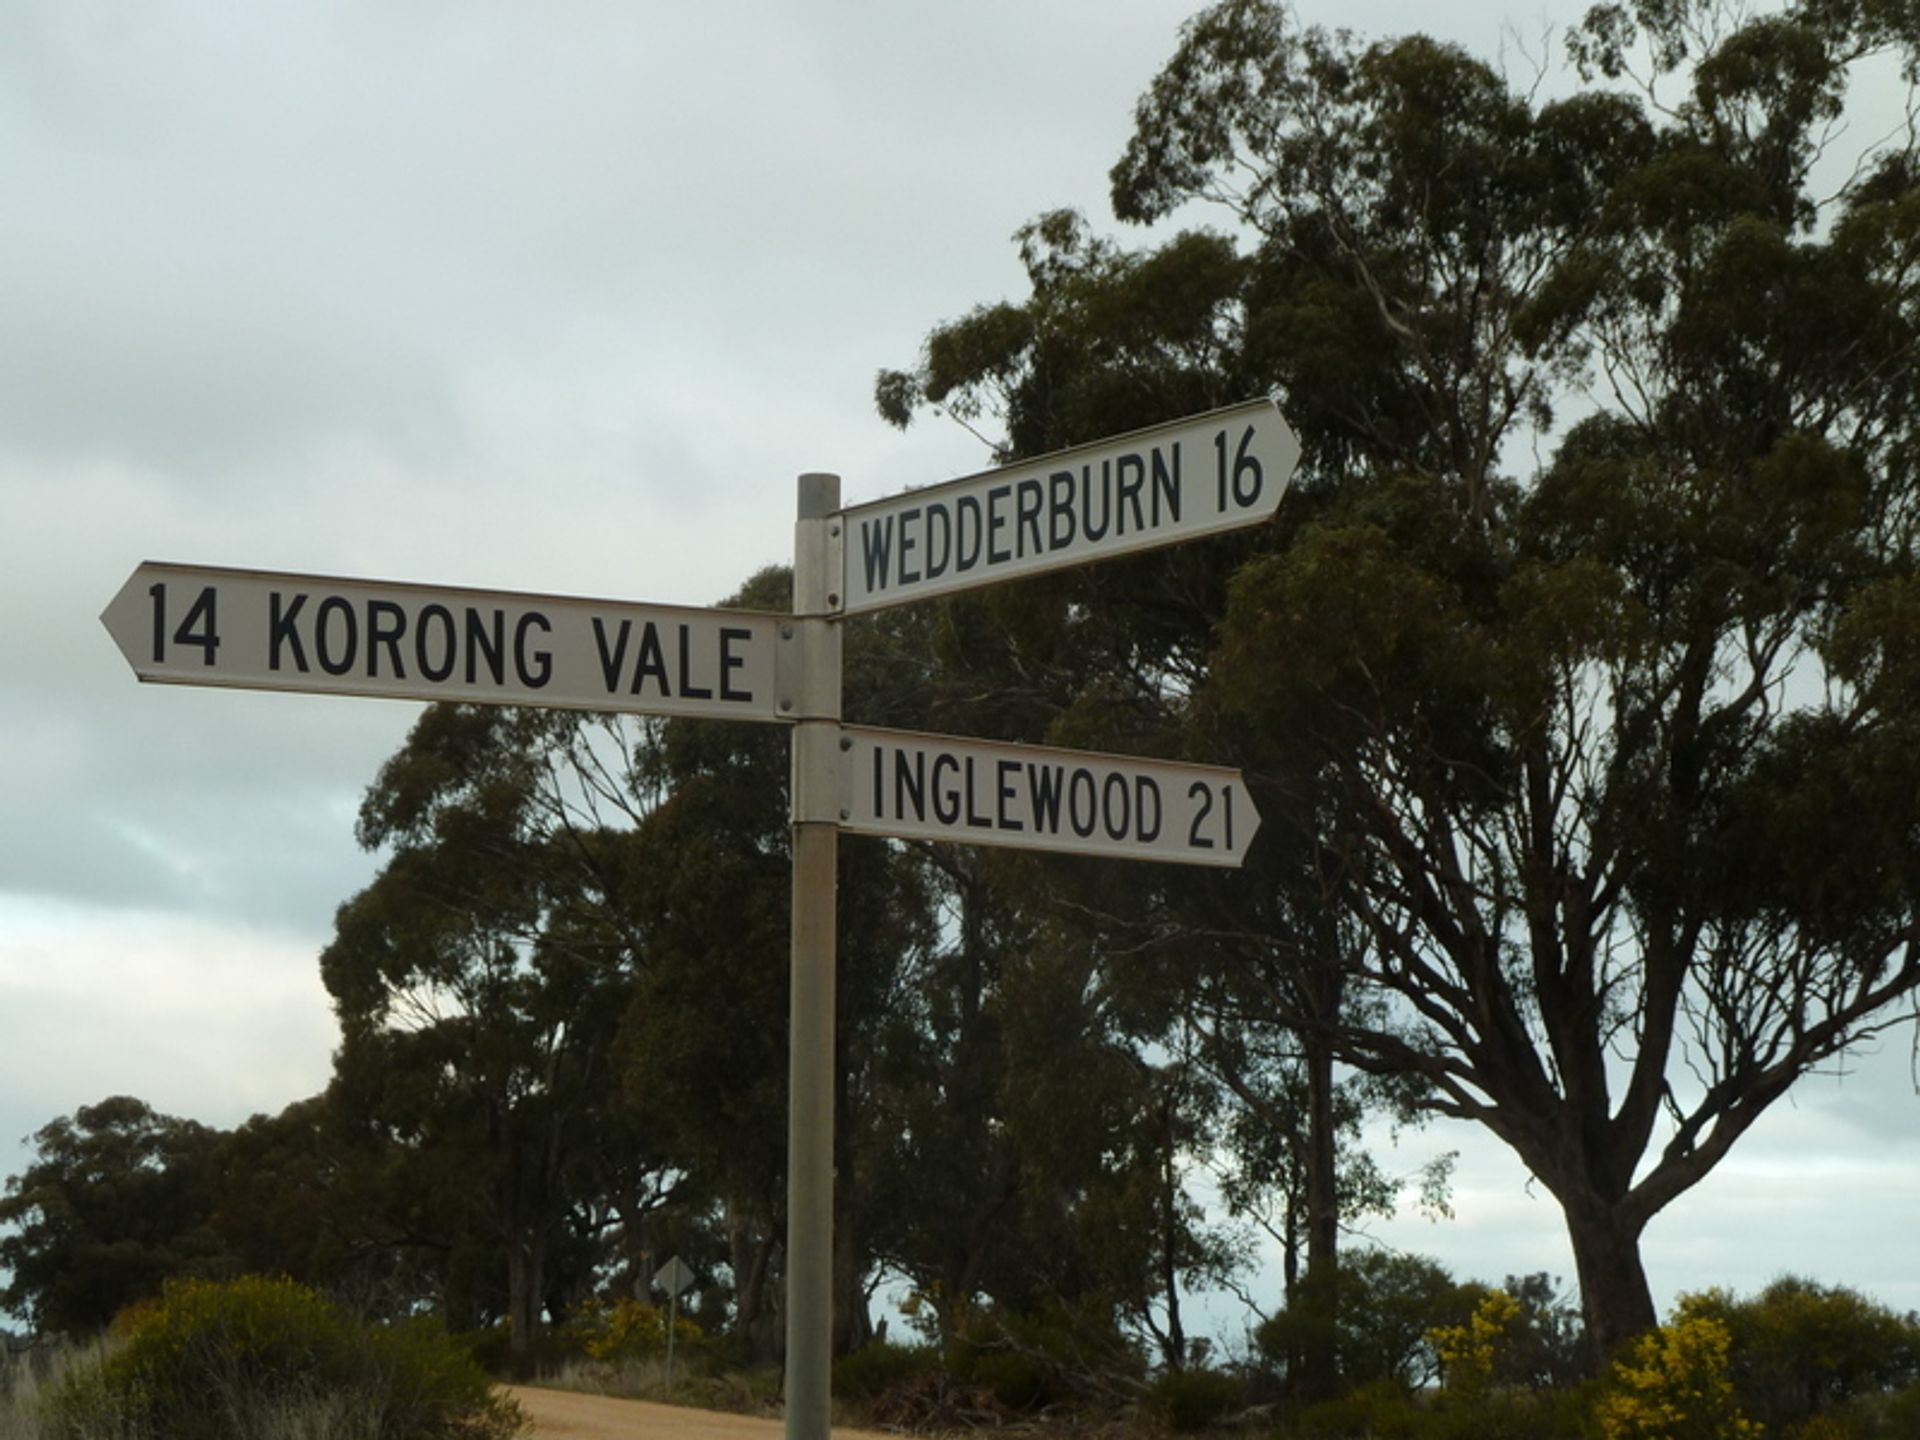 WEDDERBURN 16
14 KORONG VALE
INGLEWOOD 21